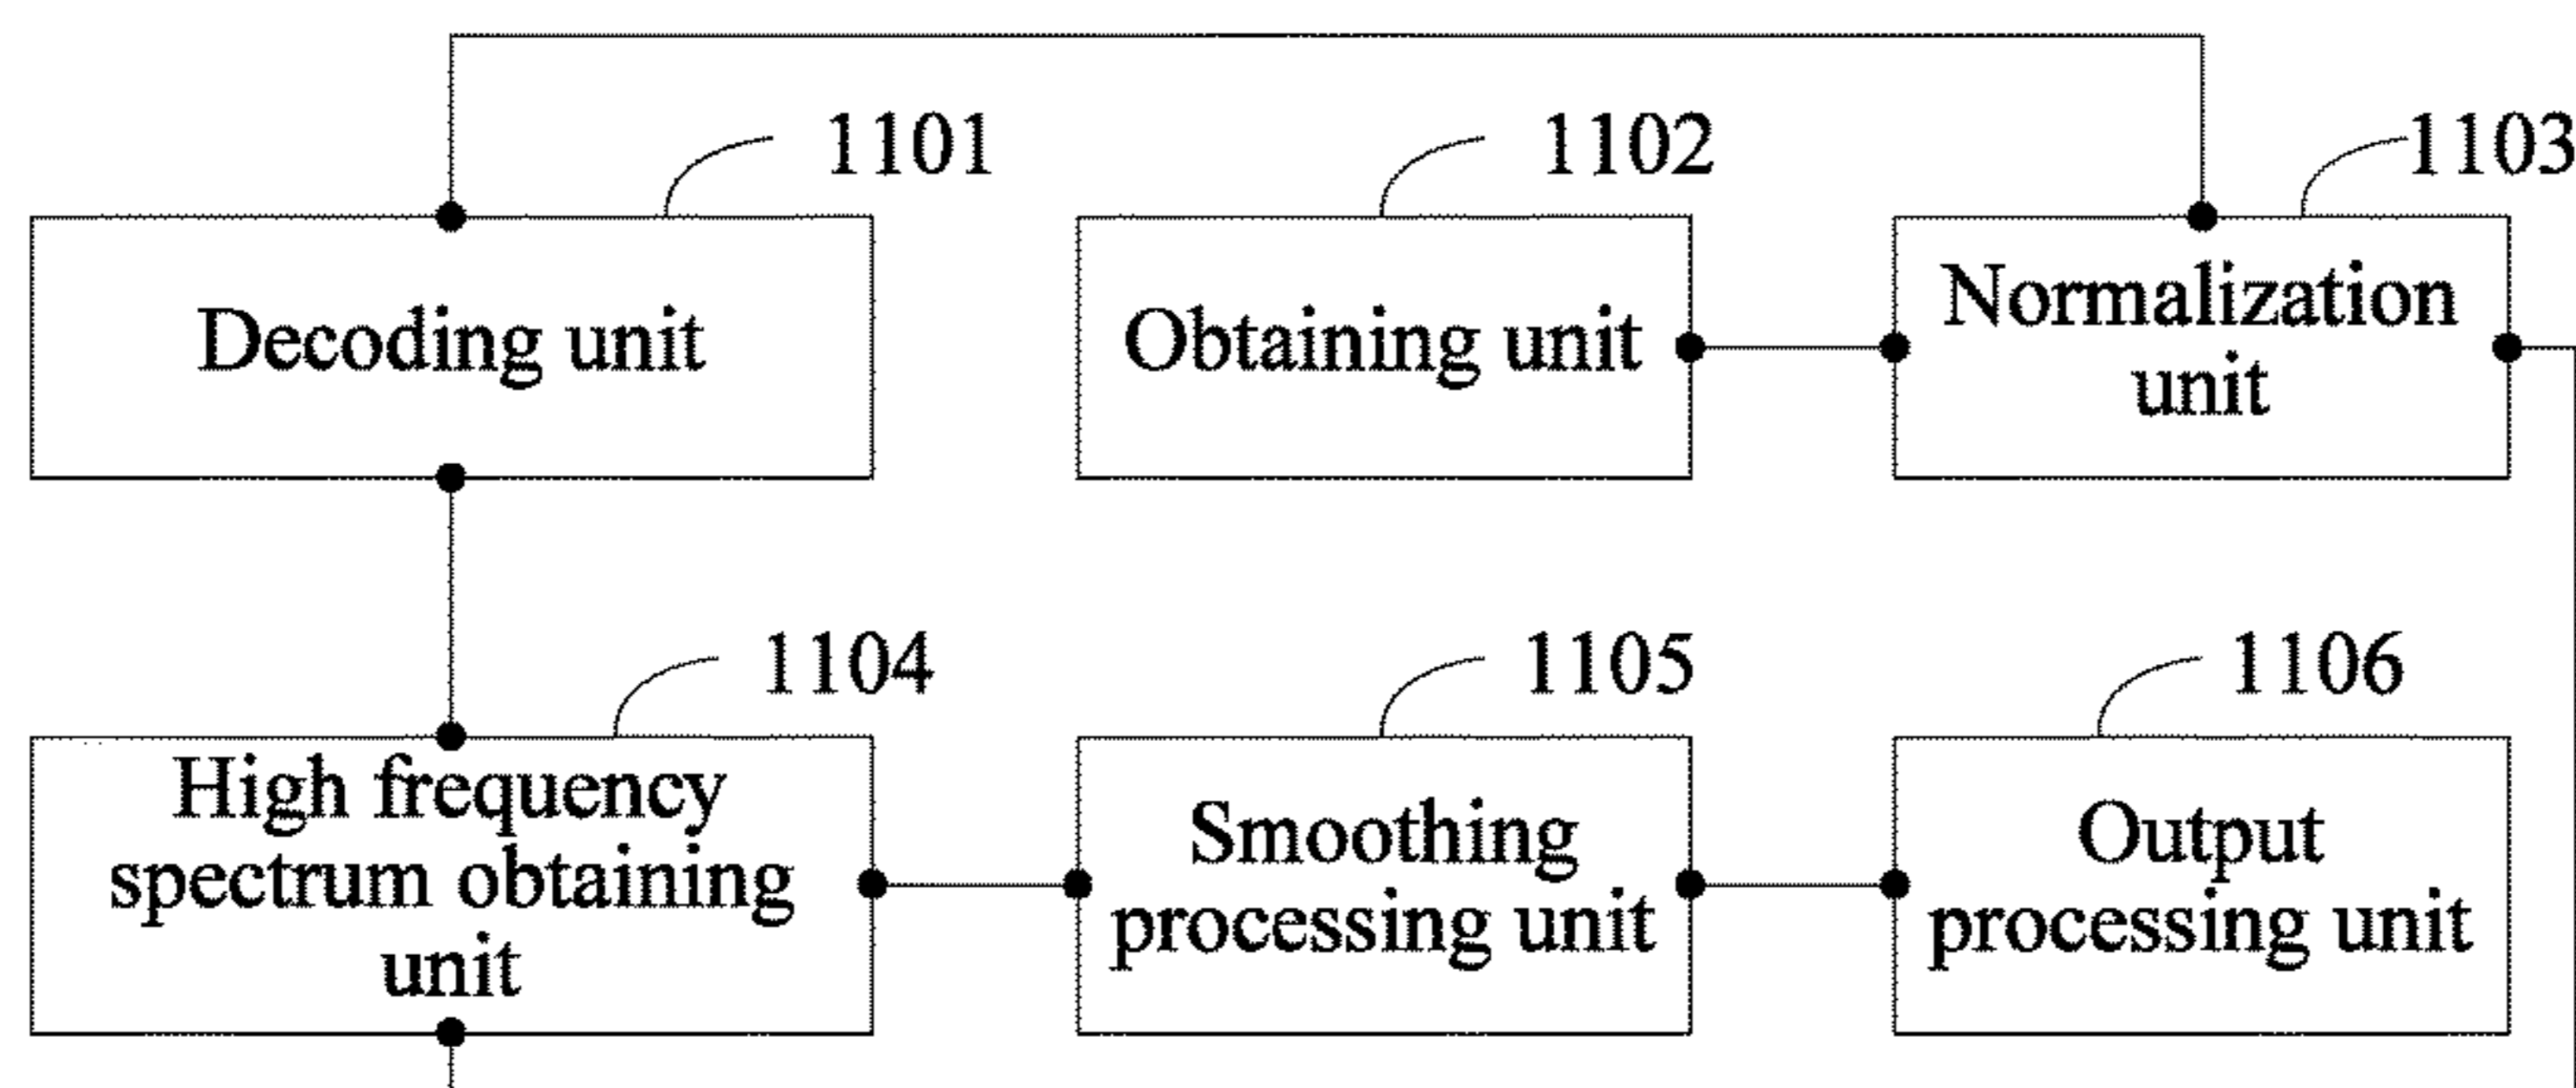 1101
1102
1103
Decoding unit
Obtaining unit
Normalization
unit
1104
1105
1106
High frequency
spectrum obtaining
unit
Smoothing
processing unit
Output
processing unit